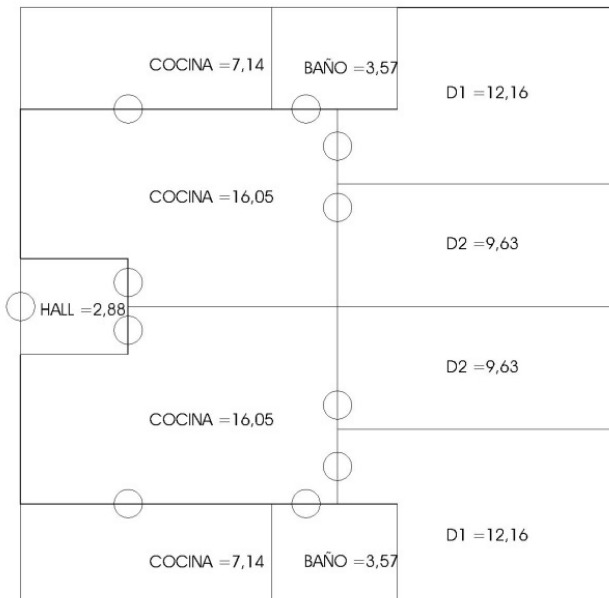 COCINA =7,14
BAÑO =3,57
D1 =12,16
COCINA =16,05
D2 =9,63
HALL =2,88
D2 =9,63
COCINA =16,05
D1 =12,16
COCINA =7,14
BAÑO =3,57